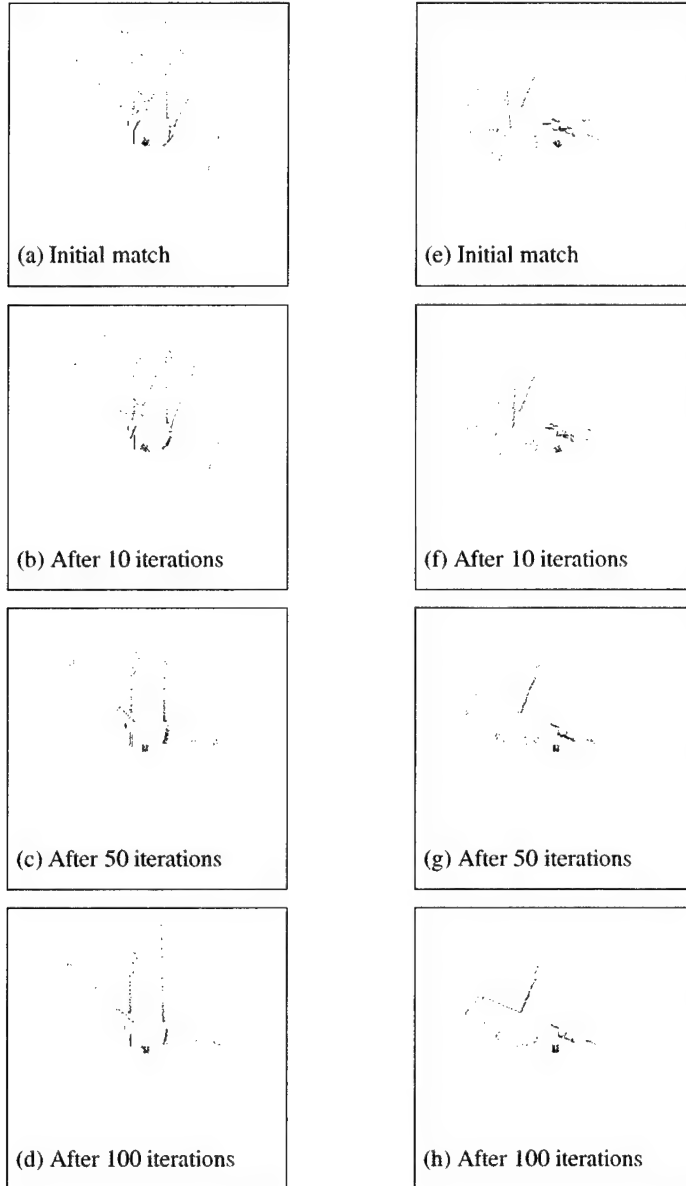 (a) Initial match
(e) Initial match
(b) After 10 iterations
(f) After 10 iterations
(c) After 50 iterations
(g) After 50 iterations
(d) After 100 iterations
(h) After 100 iterations